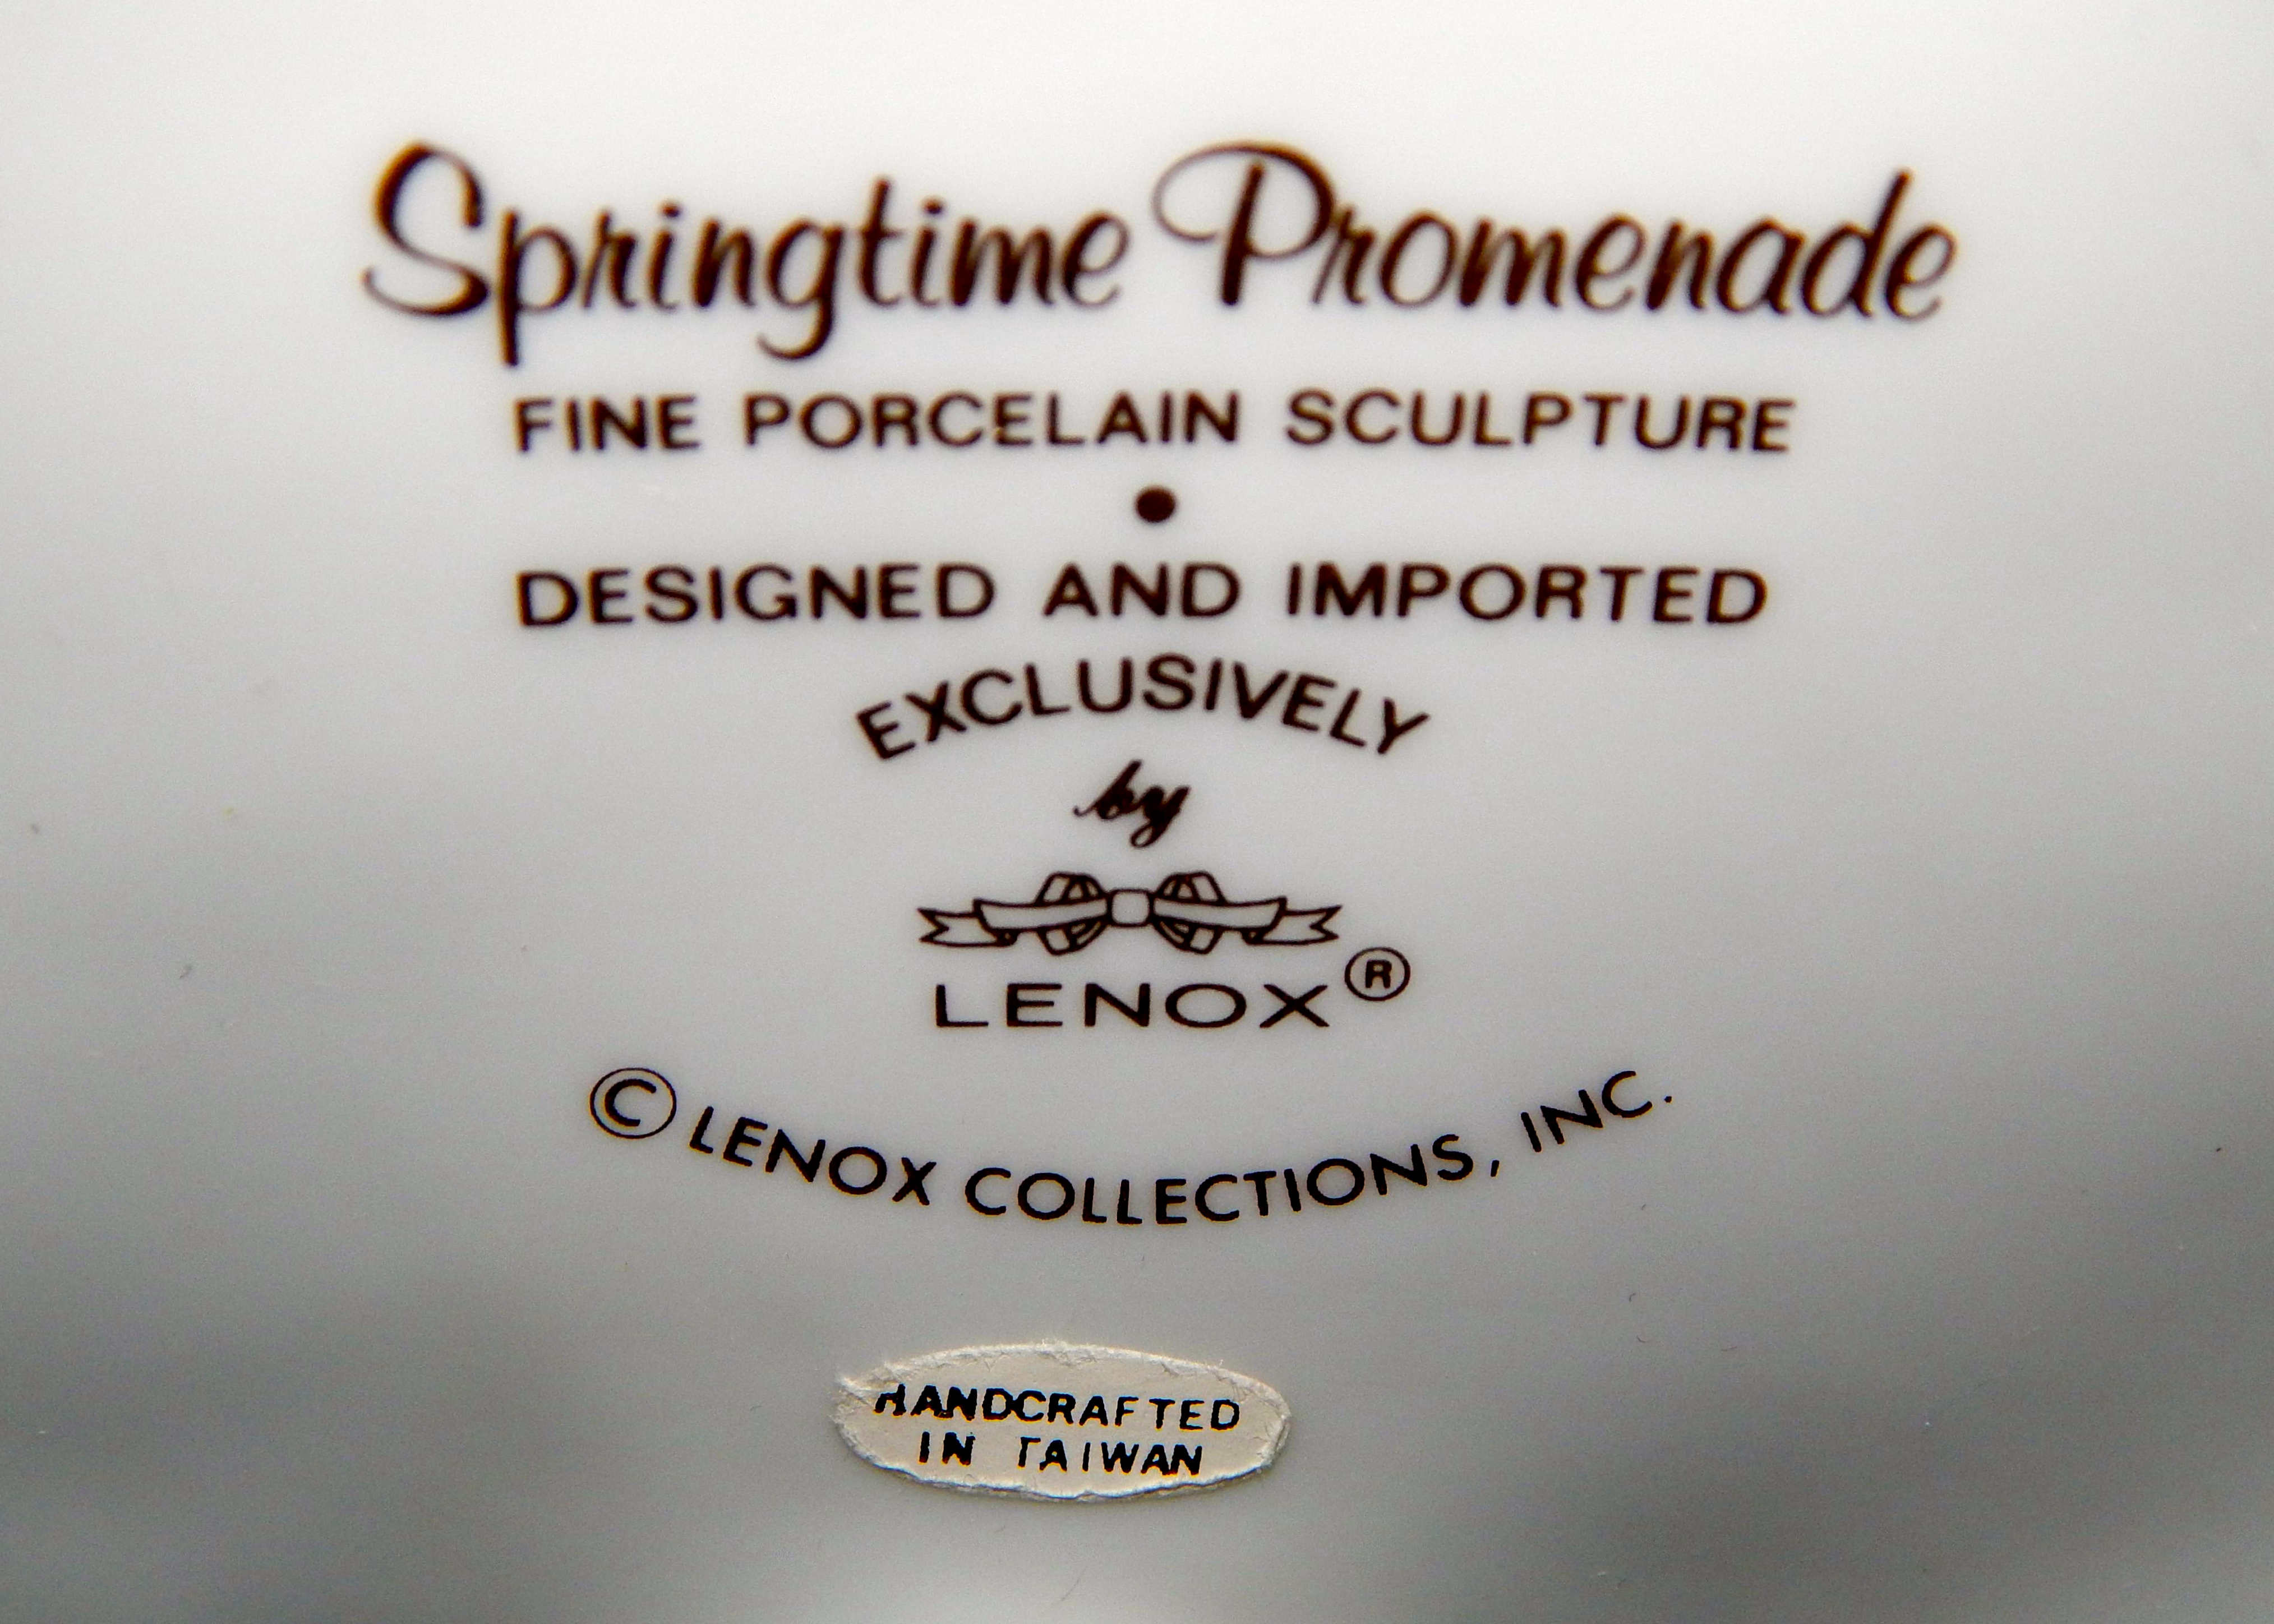 Springtime Promenade
FINE PORCELAIN SCULPTURE
•
DESIGNED AND IMPORTED
EXCLUSIVELY
by
LENOX®
© LENOX COLLECTIONS, INC.
HANDCRAFTED
IN TAIWAN